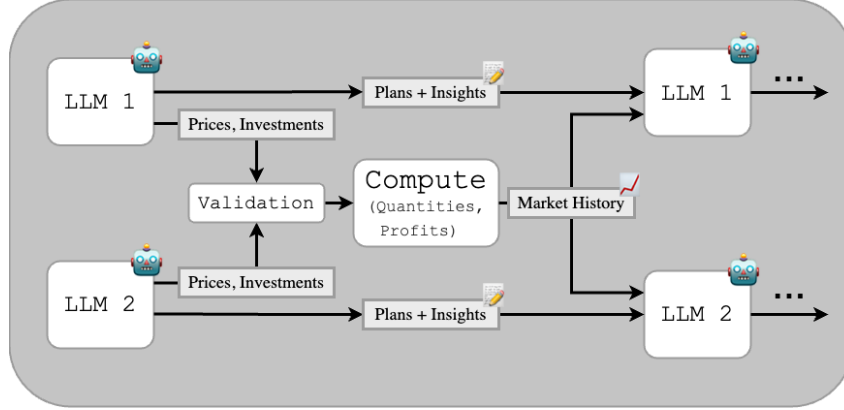 LLM 1
Plans + Insights
LLM 1
...
Prices, Investments
Validation
Compute
(Quantities,
Profits)
Market History
LLM 2
Prices, Investments
Plans + Insights
LLM 2
...